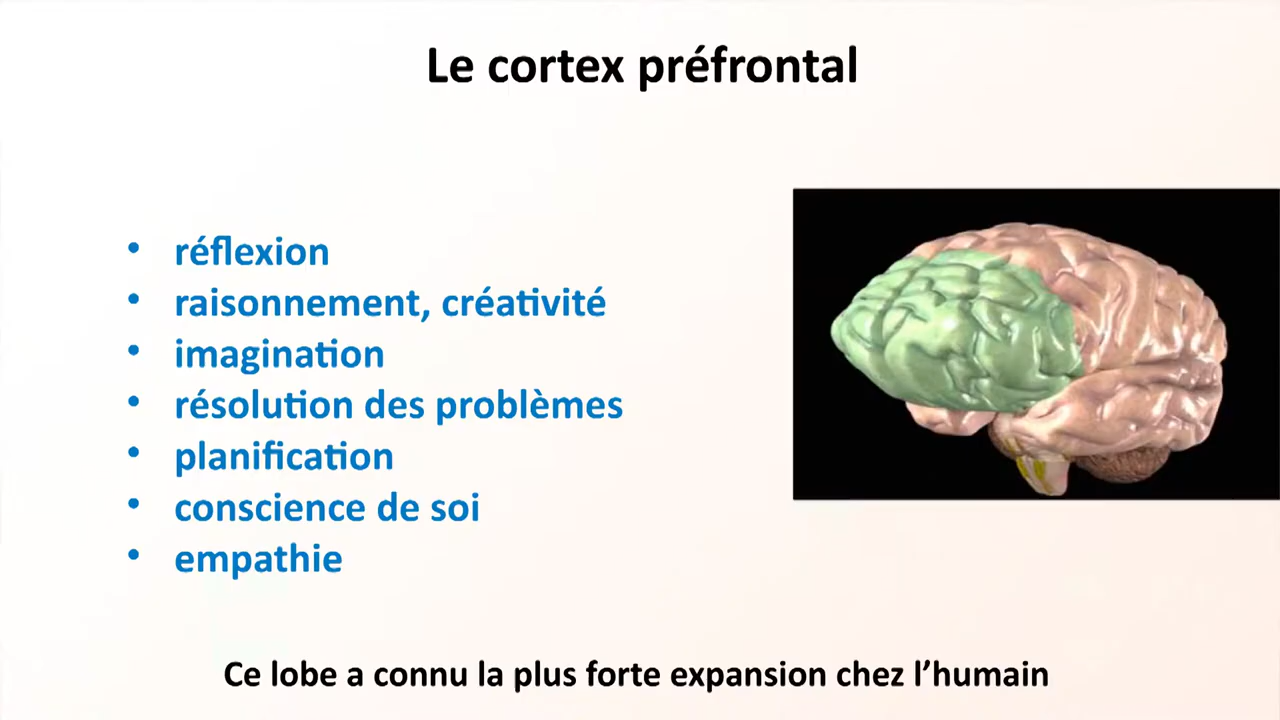 Le cortex préfrontal
• réflexion
• raisonnement, créativité
• imagination
• résolution des problèmes
• planification
• conscience de soi
• empathie
Ce lobe a connu la plus forte expansion chez l’humain